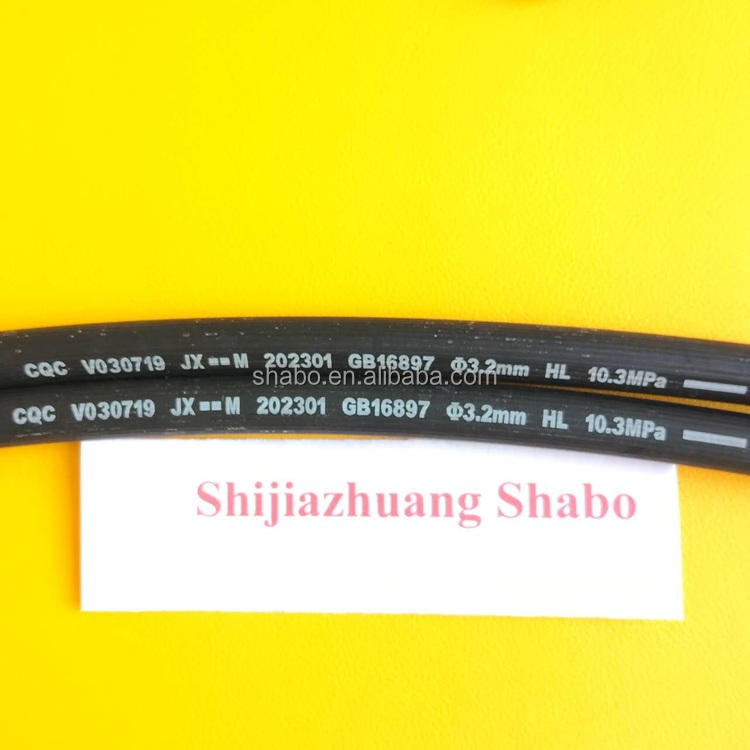 CQC V030719 JX▪▪M 202301 GB16897 Φ3.2mm HL 10.3MPa
shabo.en.alibaba.com
CQC V030719 JX▪▪M 202301 GB16897 Φ3.2mm HL 10.3MPa
Shijiazhuang Shabo